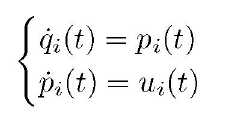 q̇ᵢ(t) = pᵢ(t)
ṗᵢ(t) = uᵢ(t)